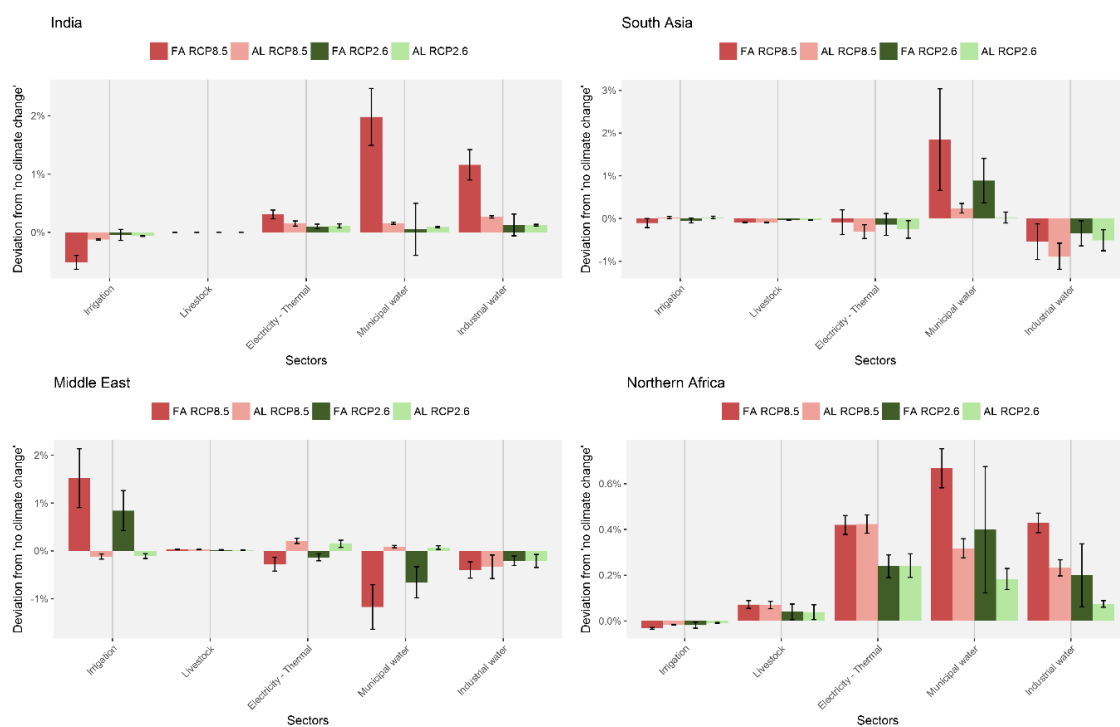 India
FA RCP8.5 AL RCP8.5 FA RCP2.6 AL RCP2.6
Deviation from 'no climate change'
2%
1%
0%
Irrigation
Livestock
Electricity - Thermal
Municipal water
Industrial water
Sectors
South Asia
FA RCP8.5 AL RCP8.5 FA RCP2.6 AL RCP2.6
Deviation from 'no climate change'
3%
2%
1%
0%
-1%
Irrigation
Livestock
Electricity - Thermal
Municipal water
Industrial water
Sectors
Middle East
FA RCP8.5 AL RCP8.5 FA RCP2.6 AL RCP2.6
Deviation from 'no climate change'
2%
1%
0%
-1%
Irrigation
Livestock
Electricity - Thermal
Municipal water
Industrial water
Sectors
Northern Africa
FA RCP8.5 AL RCP8.5 FA RCP2.6 AL RCP2.6
Deviation from 'no climate change'
0.6%
0.4%
0.2%
0.0%
Irrigation
Livestock
Electricity - Thermal
Municipal water
Industrial water
Sectors